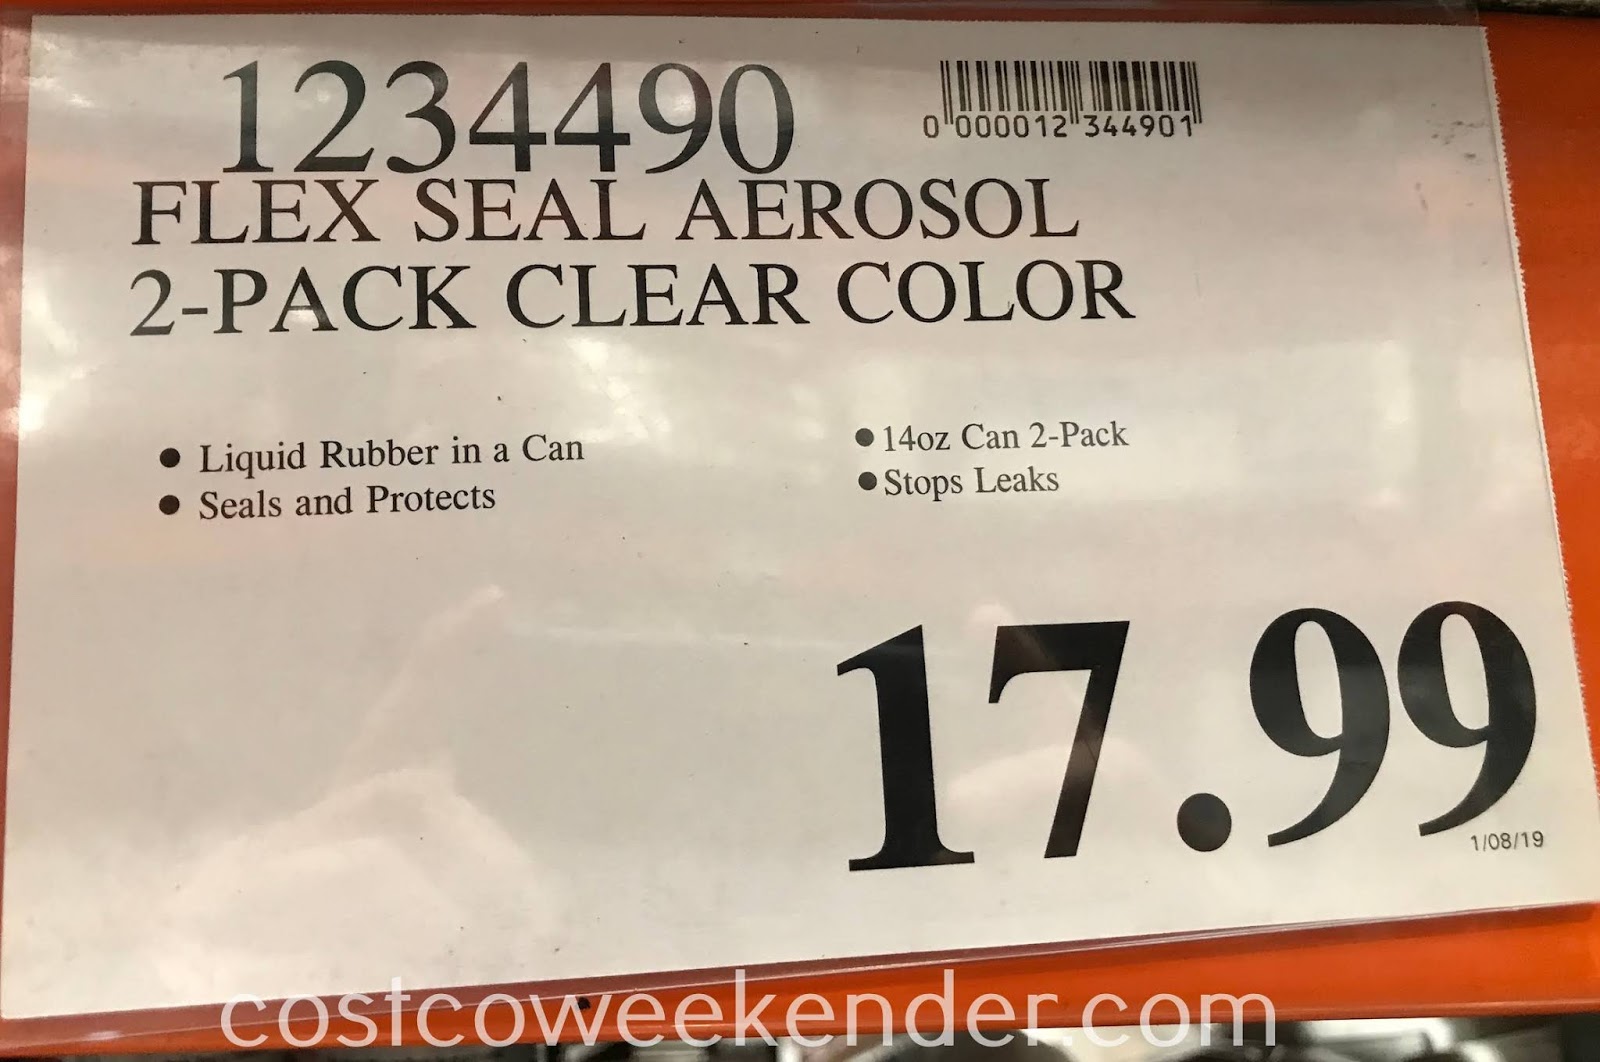 1234490
0 000012 344901
FLEX SEAL AEROSOL
2-PACK CLEAR COLOR
• Liquid Rubber in a Can
• Seals and Protects
• 14oz Can 2-Pack
• Stops Leaks
17.99
1/08/19
costcoweekender.com